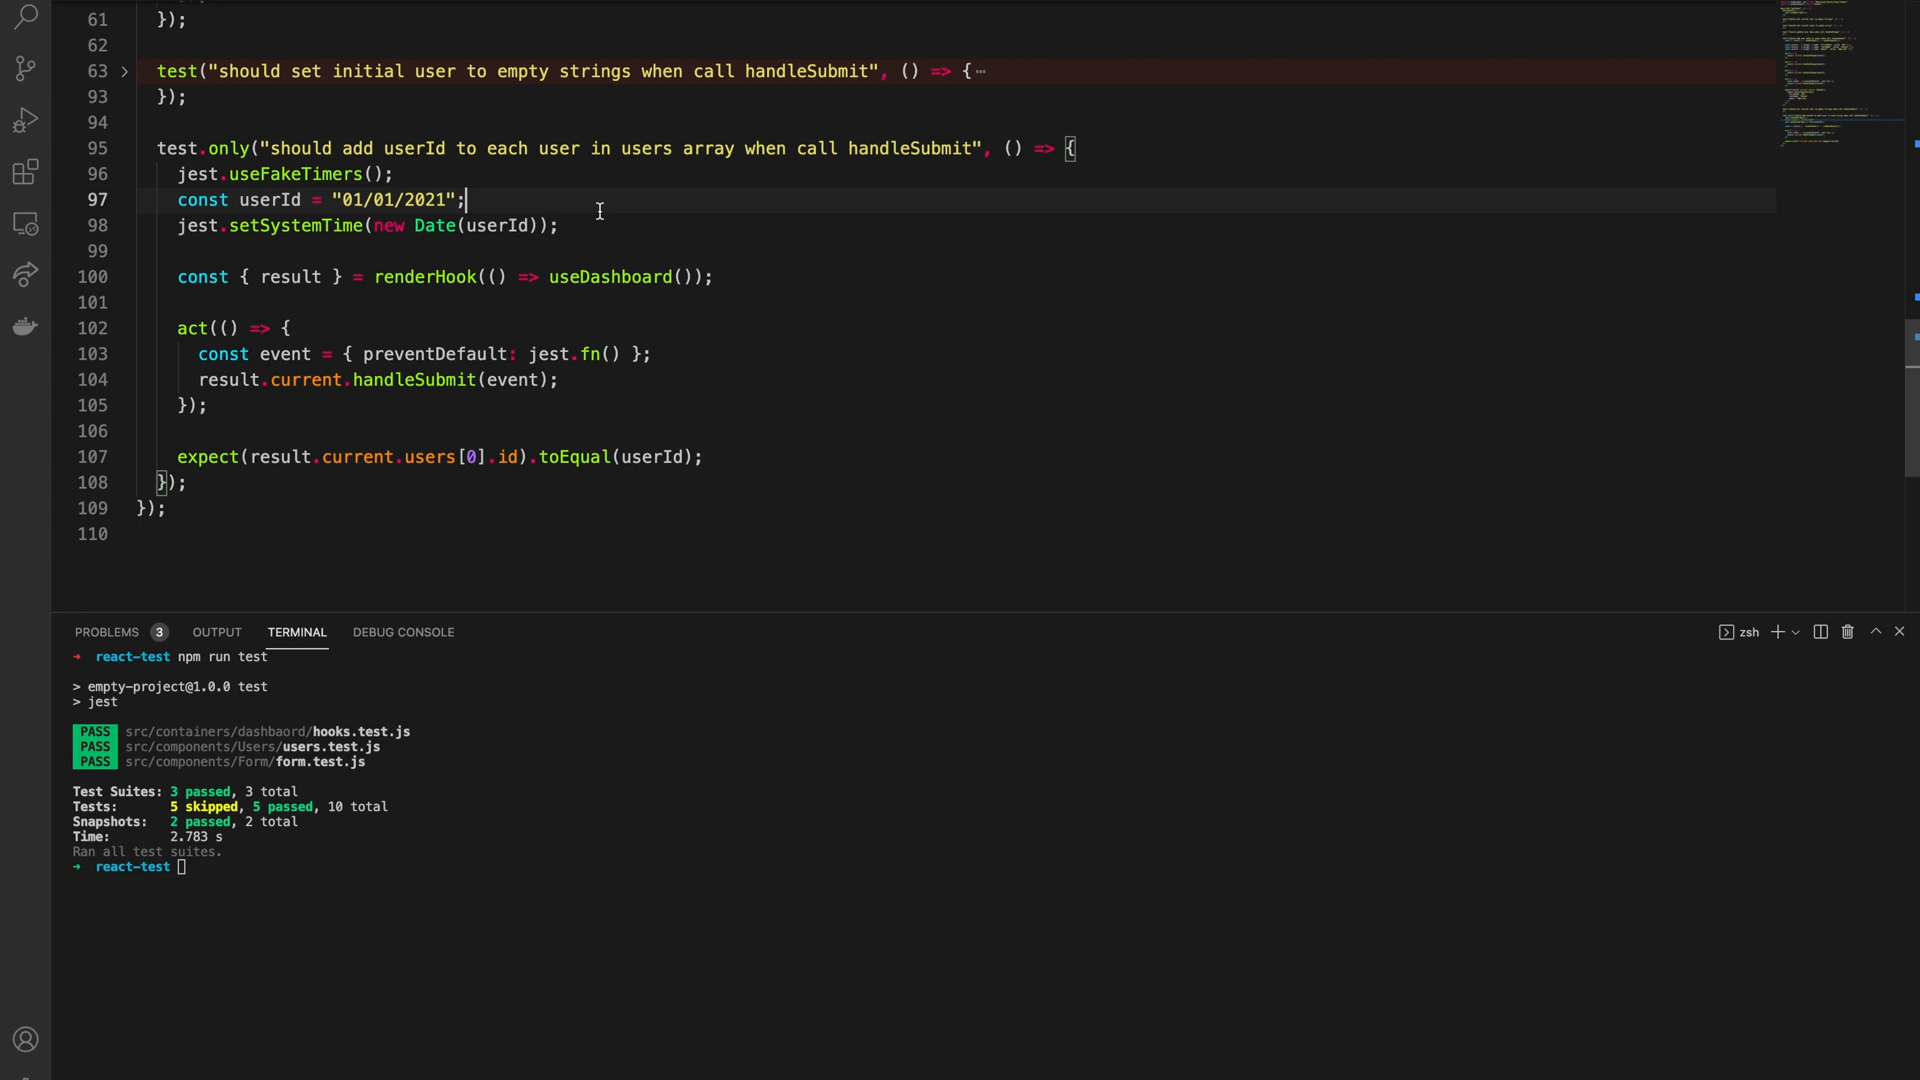 61 });
62
63 test("should set initial user to empty strings when call handleSubmit", () => {⋯
93 });
94
95 test.only("should add userId to each user in users array when call handleSubmit", () => {
96 jest.useFakeTimers();
97 const userId = "01/01/2021";
98 jest.setSystemTime(new Date(userId));
99
100 const { result } = renderHook(() => useDashboard());
101
102 act(() => {
103 const event = { preventDefault: jest.fn() };
104 result.current.handleSubmit(event);
105 });
106
107 expect(result.current.users[0].id).toEqual(userId);
108 });
109 });
110
PROBLEMS 3 OUTPUT TERMINAL DEBUG CONSOLE zsh
→ react-test npm run test
> empty-project@1.0.0 test
> jest
PASS src/containers/dashbaord/hooks.test.js
PASS src/components/Users/users.test.js
PASS src/components/Form/form.test.js
Test Suites: 3 passed, 3 total
Tests: 5 skipped, 5 passed, 10 total
Snapshots: 2 passed, 2 total
Time: 2.783 s
Ran all test suites.
→ react-test